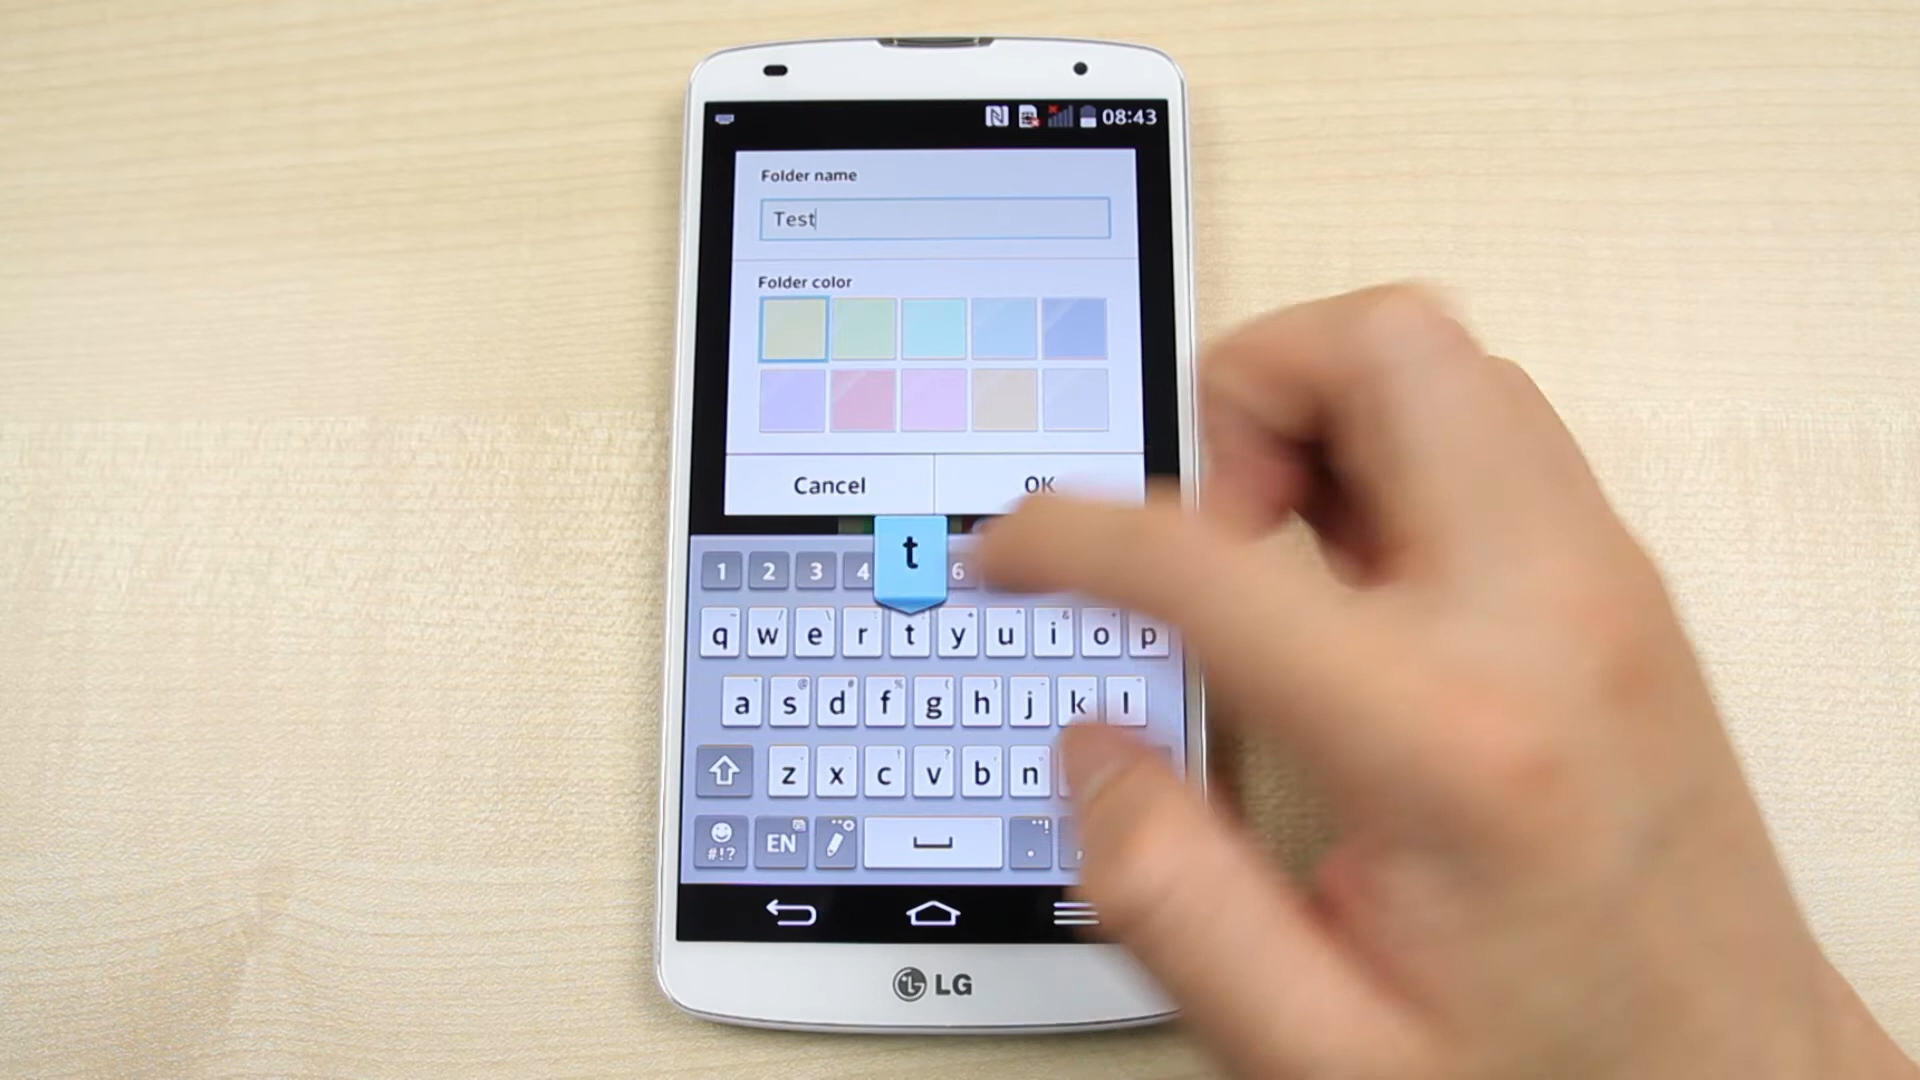 08:43
Folder name
Test
Folder color
Cancel OK
t
1 2 3 4 6
q w e r t y u i o p
a s d f g h j k l
z x c v b n
#!? EN .
LG